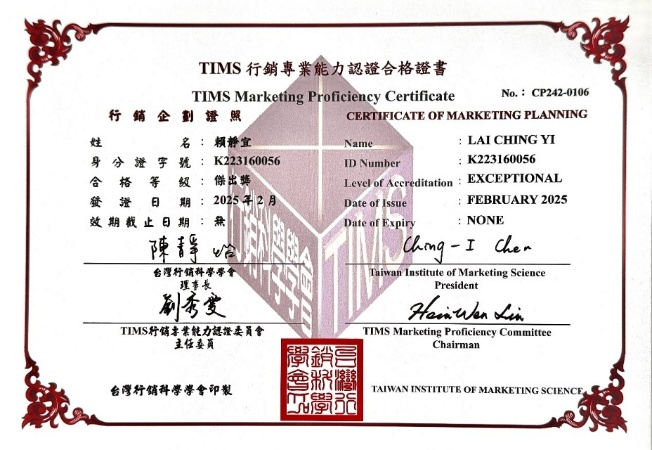 TIMS 行銷專業能力認證合格證書
TIMS Marketing Proficiency Certificate
No.： CP242-0106
行銷企劃證照
CERTIFICATE OF MARKETING PLANNING
姓名：賴靜宜
Name : LAI CHING YI
身分證字號：K223160056
ID Number : K223160056
合格等級：傑出獎
Level of Accreditation : EXCEPTIONAL
發證日期：2025年2月
Date of Issue : FEBRUARY 2025
效期截止日期：無
Date of Expiry : NONE
陳靜怡
Ching-I Chen
台灣行銷科學學會
理事長
Taiwan Institute of Marketing Science
President
劉秀雯
HsiuWen Liu
TIMS行銷專業能力認證委員會
主任委員
TIMS Marketing Proficiency Committee
Chairman
TIMS
台灣行銷科學學會印
台灣行銷科學學會印製
TAIWAN INSTITUTE OF MARKETING SCIENCE